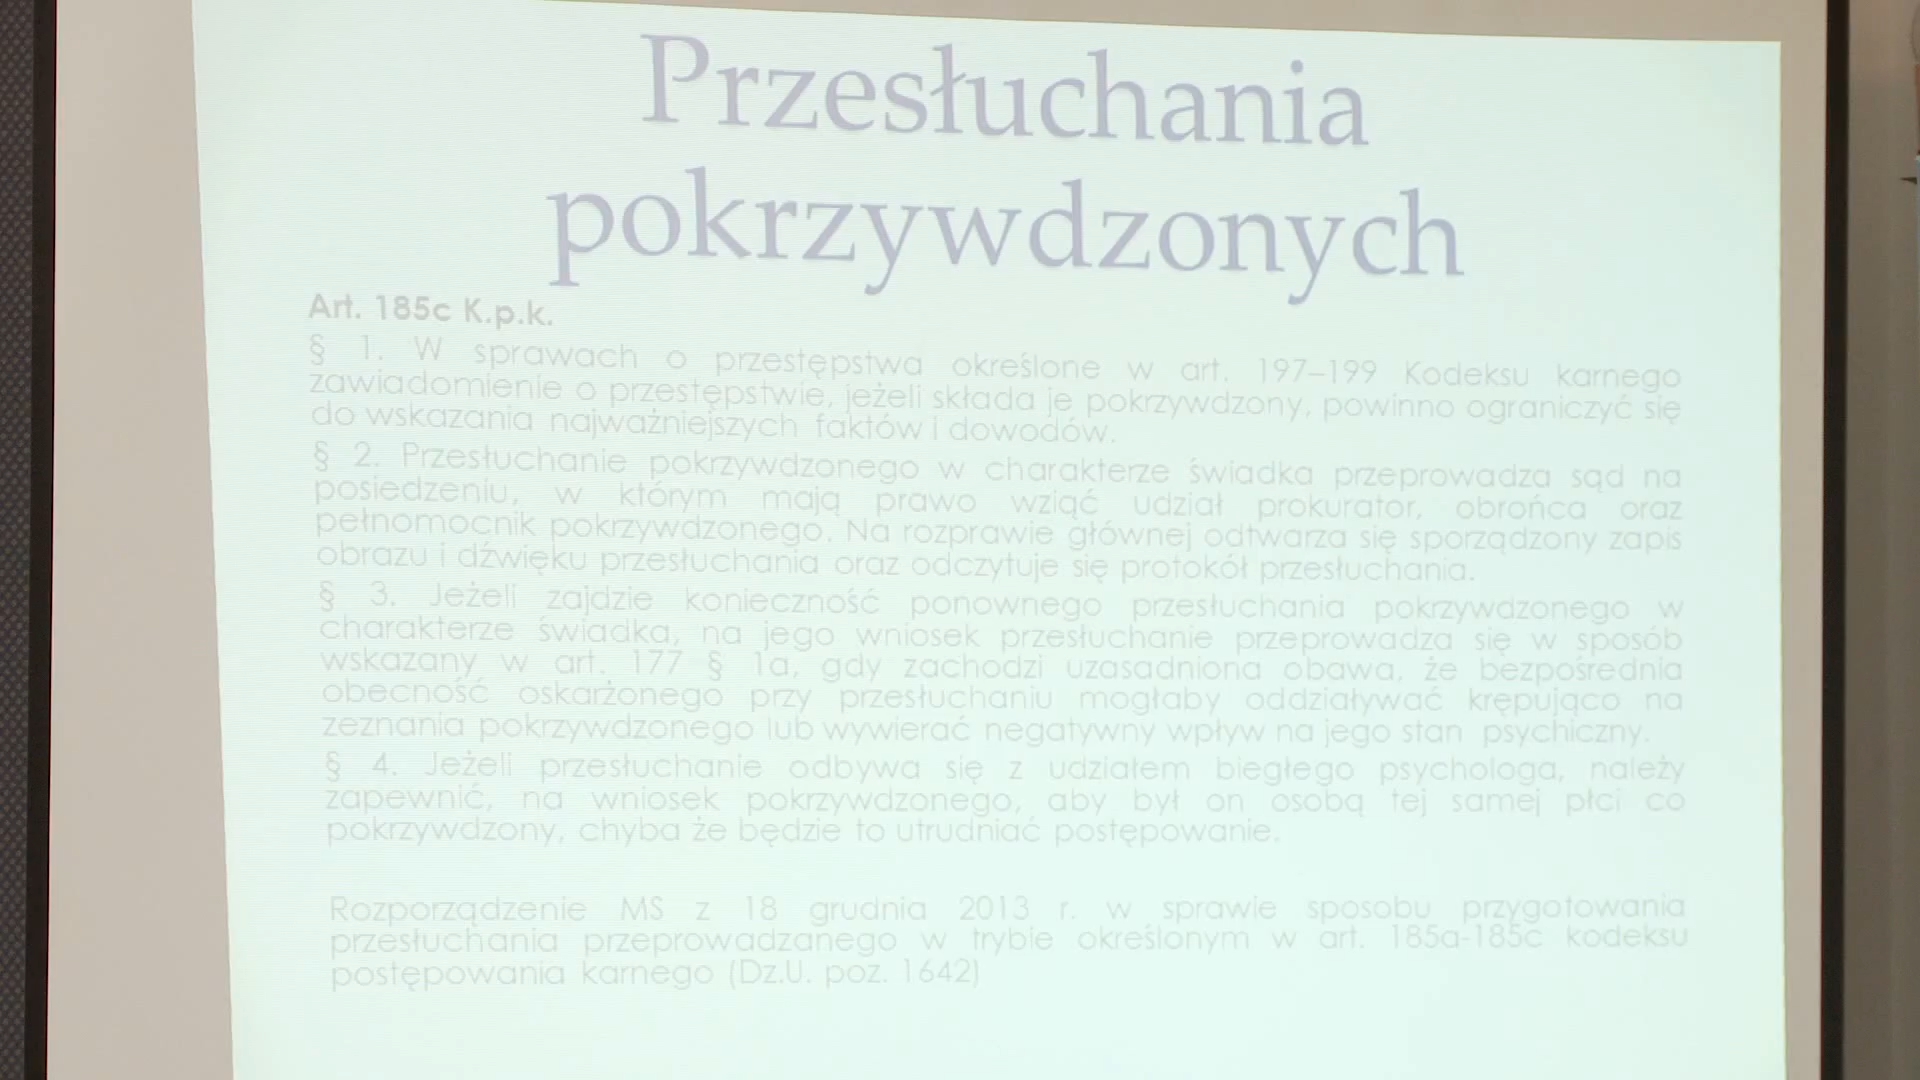 Przesłuchania
pokrzywdzonych
Art. 185c K.p.k.
§ 1. W sprawach o przestępstwa określone w art. 197–199 Kodeksu karnego
zawiadomienie o przestępstwie, jeżeli składa je pokrzywdzony, powinno ograniczyć się
do wskazania najważniejszych faktów i dowodów.
§ 2. Przesłuchanie pokrzywdzonego w charakterze świadka przeprowadza sąd na
posiedzeniu, w którym mają prawo wziąć udział prokurator, obrońca oraz
pełnomocnik pokrzywdzonego. Na rozprawie głównej odtwarza się sporządzony zapis
obrazu i dźwięku przesłuchania oraz odczytuje się protokół przesłuchania.
§ 3. Jeżeli zajdzie konieczność ponownego przesłuchania pokrzywdzonego w
charakterze świadka, na jego wniosek przesłuchanie przeprowadza się w sposób
wskazany w art. 177 § 1a, gdy zachodzi uzasadniona obawa, że bezpośrednia
obecność oskarżonego przy przesłuchaniu mogłaby oddziaływać krępująco na
zeznania pokrzywdzonego lub wywierać negatywny wpływ na jego stan psychiczny.
§ 4. Jeżeli przesłuchanie odbywa się z udziałem biegłego psychologa, należy
zapewnić, na wniosek pokrzywdzonego, aby był on osobą tej samej płci co
pokrzywdzony, chyba że będzie to utrudniać postępowanie.
Rozporządzenie MS z 18 grudnia 2013 r. w sprawie sposobu przygotowania
przesłuchania przeprowadzanego w trybie określonym w art. 185a-185c kodeksu
postępowania karnego (Dz.U. poz. 1642)